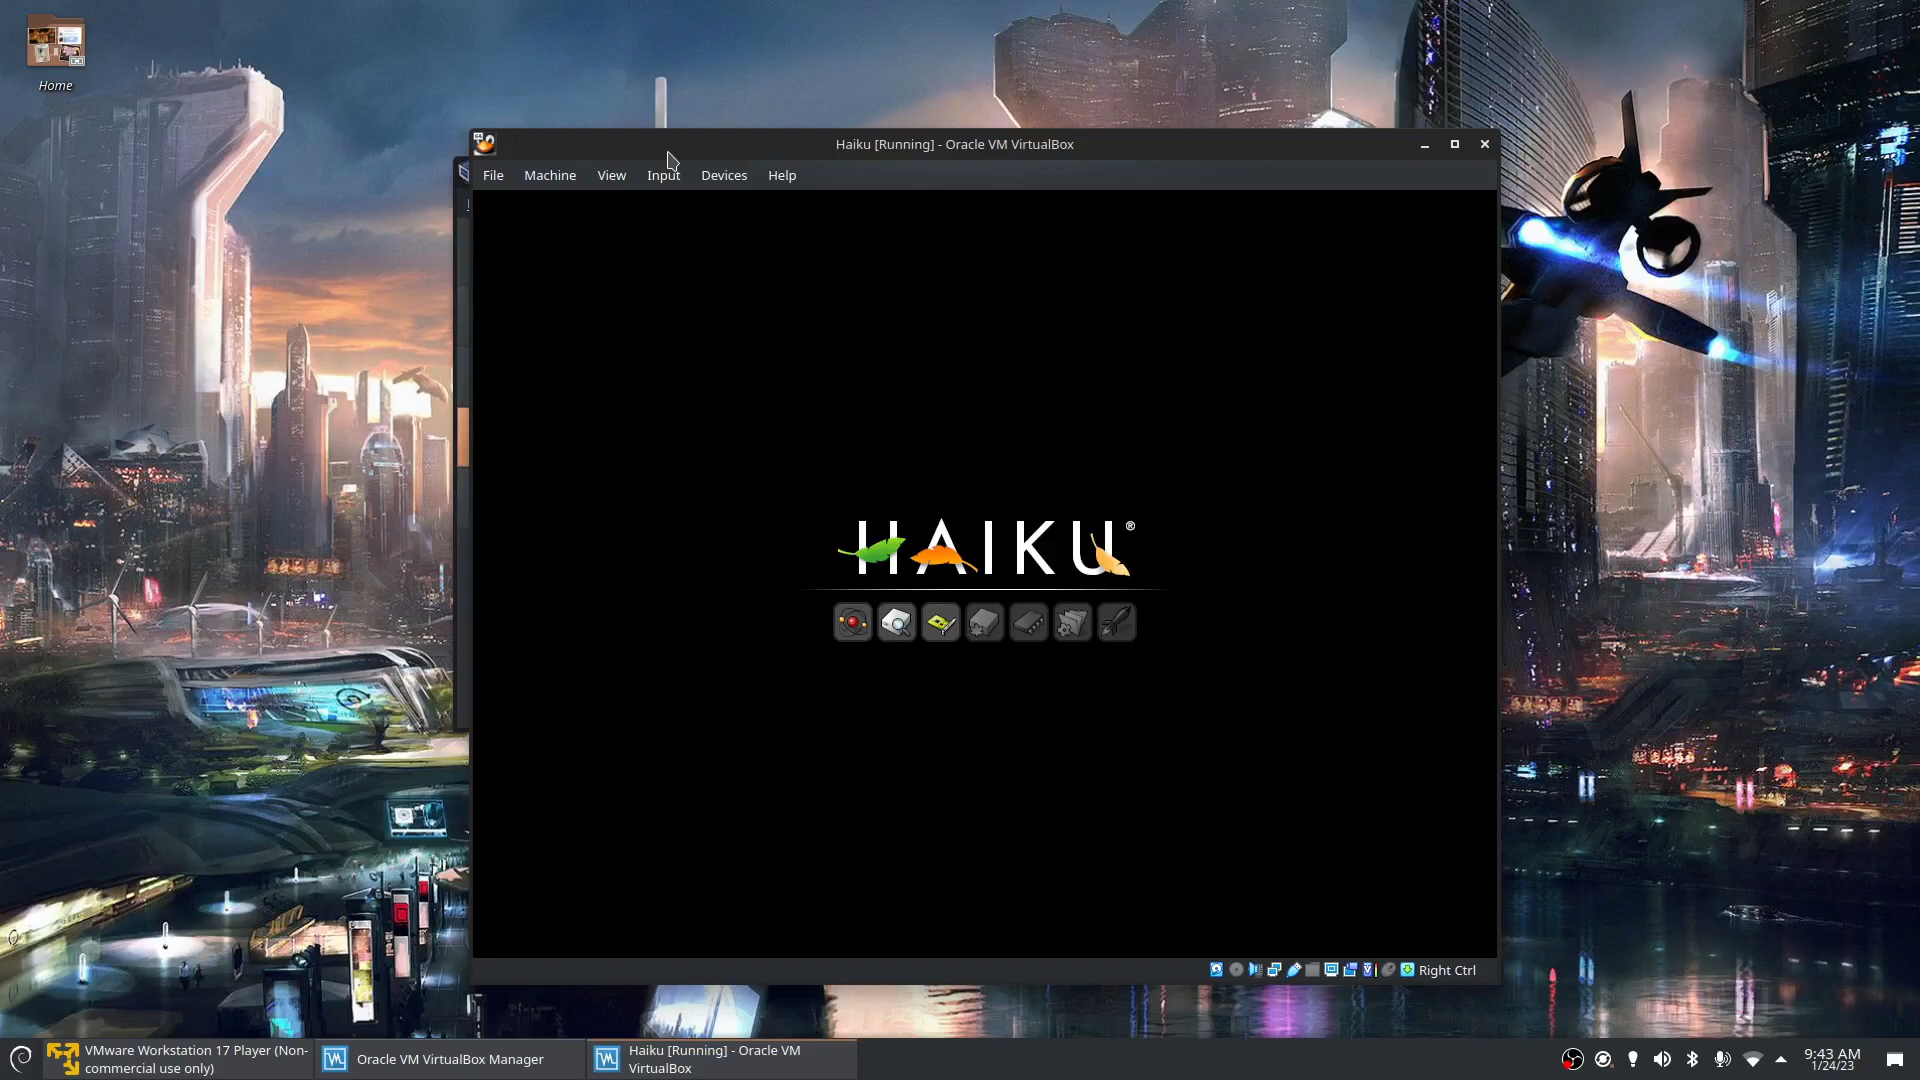 Home
Haiku [Running] - Oracle VM VirtualBox
File Machine View Input Devices Help
HAIKU®
Right Ctrl
VMware Workstation 17 Player (Non-
commercial use only)
Oracle VM VirtualBox Manager
Haiku [Running] - Oracle VM
VirtualBox
9:43 AM
1/24/23